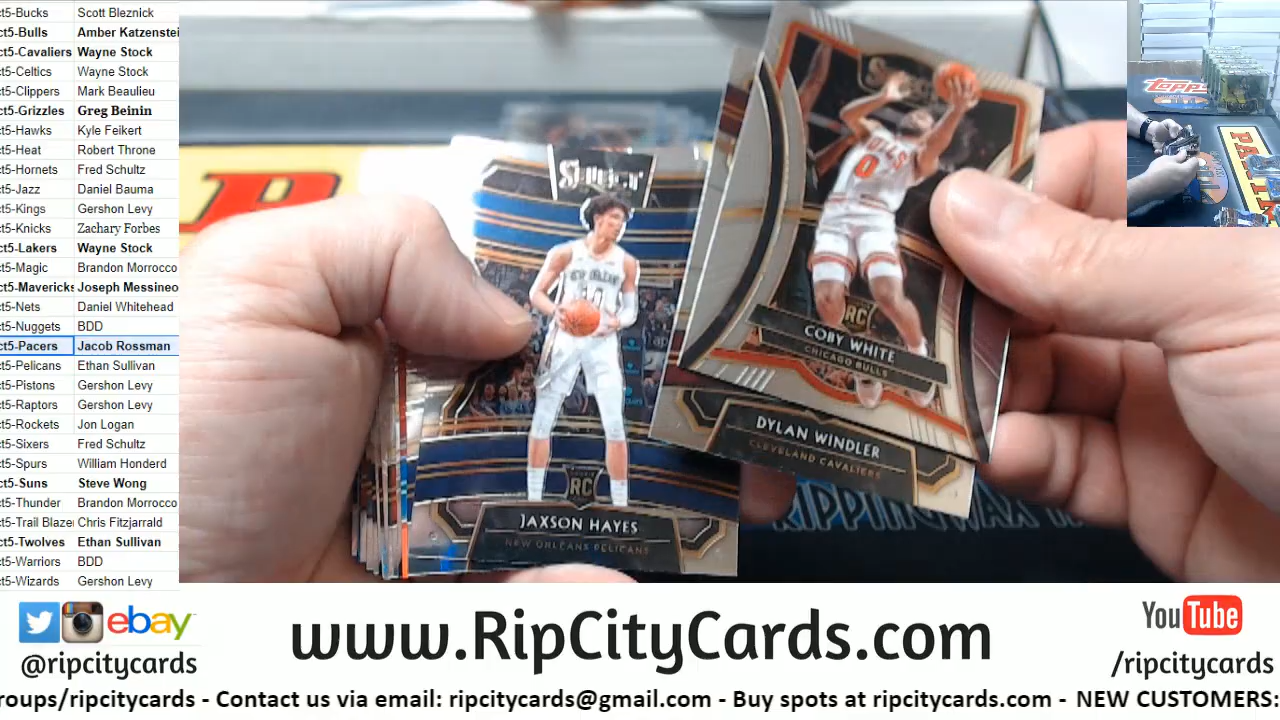 ct5-Bucks Scott Bleznick
ct5-Bulls Amber Katzenstei
ct5-Cavaliers Wayne Stock
ct5-Celtics Wayne Stock
ct5-Clippers Mark Beaulieu
ct5-Grizzles Greg Beinin
ct5-Hawks Kyle Feikert
ct5-Heat Robert Throne
ct5-Hornets Fred Schultz
ct5-Jazz Daniel Bauma
ct5-Kings Gershon Levy
ct5-Knicks Zachary Forbes
ct5-Lakers Wayne Stock
ct5-Magic Brandon Morrocco
ct5-Mavericks Joseph Messineo
ct5-Nets Daniel Whitehead
ct5-Nuggets BDD
ct5-Pacers Jacob Rossman
ct5-Pelicans Ethan Sullivan
ct5-Pistons Gershon Levy
ct5-Raptors Gershon Levy
ct5-Rockets Jon Logan
ct5-Sixers Fred Schultz
ct5-Spurs William Honderd
ct5-Suns Steve Wong
ct5-Thunder Brandon Morrocco
ct5-Trail Blaze Chris Fitzjarrald
ct5-Twolves Ethan Sullivan
ct5-Warriors BDD
ct5-Wizards Gershon Levy
Select
RC
JAXSON HAYES
NEW ORLEANS PELICANS
0
RC
COBY WHITE
CHICAGO BULLS
DYLAN WINDLER
CLEVELAND CAVALIERS
RIPPINGWAX
Topps
PANINI
ebay
@ripcitycards
www.RipCityCards.com
YouTube
/ripcitycards
roups/ripcitycards - Contact us via email: ripcitycards@gmail.com - Buy spots at ripcitycards.com - NEW CUSTOMERS: